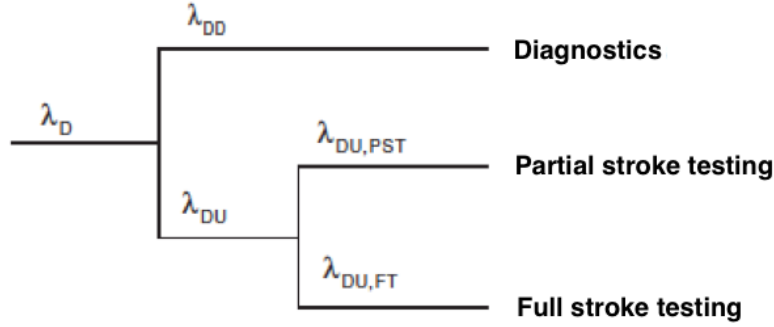 λDD
Diagnostics
λD
λDU,PST
Partial stroke testing
λDU
λDU,FT
Full stroke testing